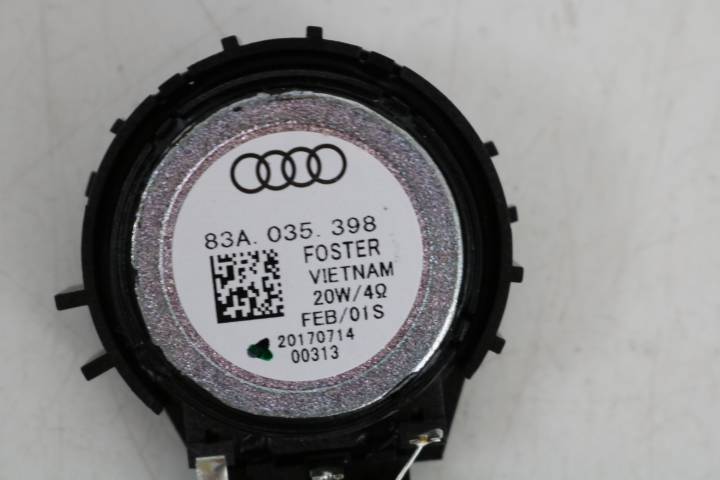 83A. 035. 398
FOSTER
VIETNAM
20W/4Ω
FEB/01S
20170714
00313